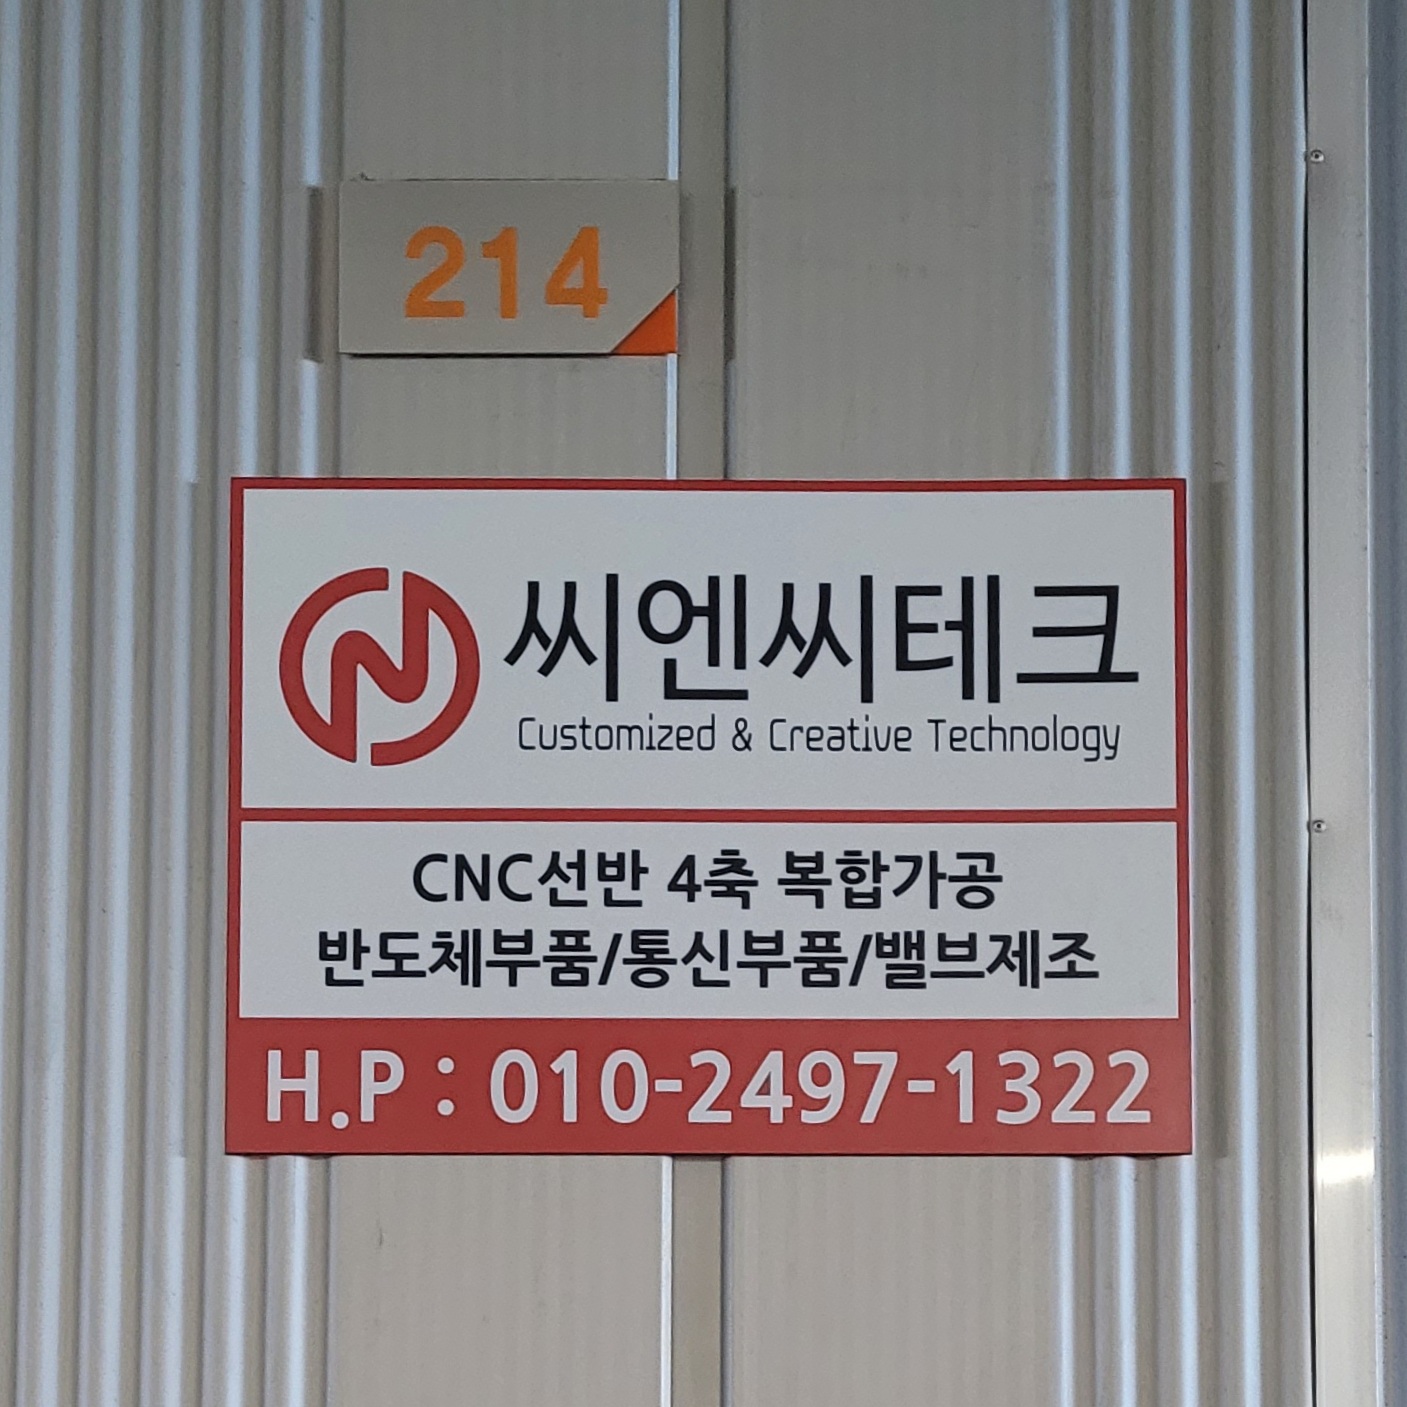 214
씨엔씨테크
Customized & Creative Technology
CNC선반 4축 복합가공
반도체부품/통신부품/밸브제조
H.P : 010-2497-1322